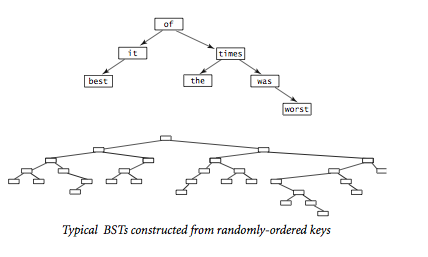 of
it times
best the was
worst
Typical BSTs constructed from randomly-ordered keys